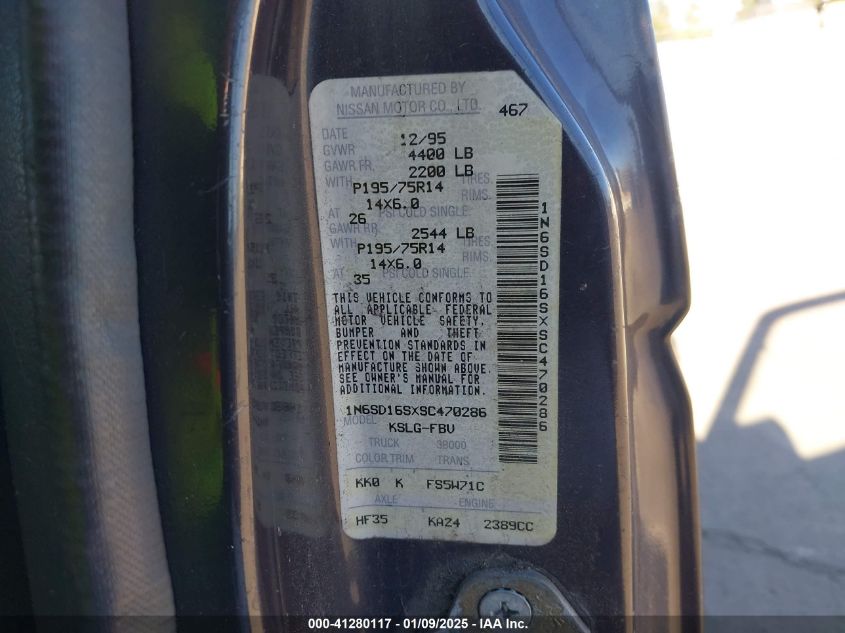 MANUFACTURED BY
NISSAN MOTOR CO., LTD. 467
DATE 12/95
GVWR 4400 LB
GAWR FR. 2200 LB
WITH P195/75R14 TIRES
14X6.0 RIMS.
AT 26 PSI COLD SINGLE
GAWR RR 2544 LB
WITH P195/75R14 TIRES
14X6.0 RIMS.
AT 35 PSI COLD SINGLE
THIS VEHICLE CONFORMS TO
ALL APPLICABLE FEDERAL
MOTOR VEHICLE SAFETY,
BUMPER AND THEFT
PREVENTION STANDARDS IN
EFFECT ON THE DATE OF
MANUFACTURE SHOWN ABOVE.
SEE OWNER'S MANUAL FOR
ADDITIONAL INFORMATION
1N6SD16SXSC470286
MODEL KSLG-FBV
TRUCK 38000
COLOR TRIM TRANS
KK0 K FS5W71C
AXLE ENGINE
HF35 KA24 2389CC
1N6SD16SXSC470286
000-41280117 - 01/09/2025 - IAA Inc.